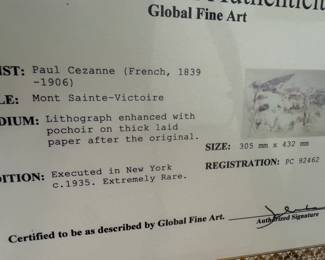 Authenticit
Global Fine Art
IST: Paul Cezanne (French, 1839
-1906)
LE: Mont Sainte-Victoire
DIUM: Lithograph enhanced with
pochoir on thick laid
paper after the original.
SIZE: 305 mm x 432 mm
REGISTRATION: PC 92462
DITION: Executed in New York
c.1935. Extremely Rare.
Certified to be as described by Global Fine Art.
Authorized Signature